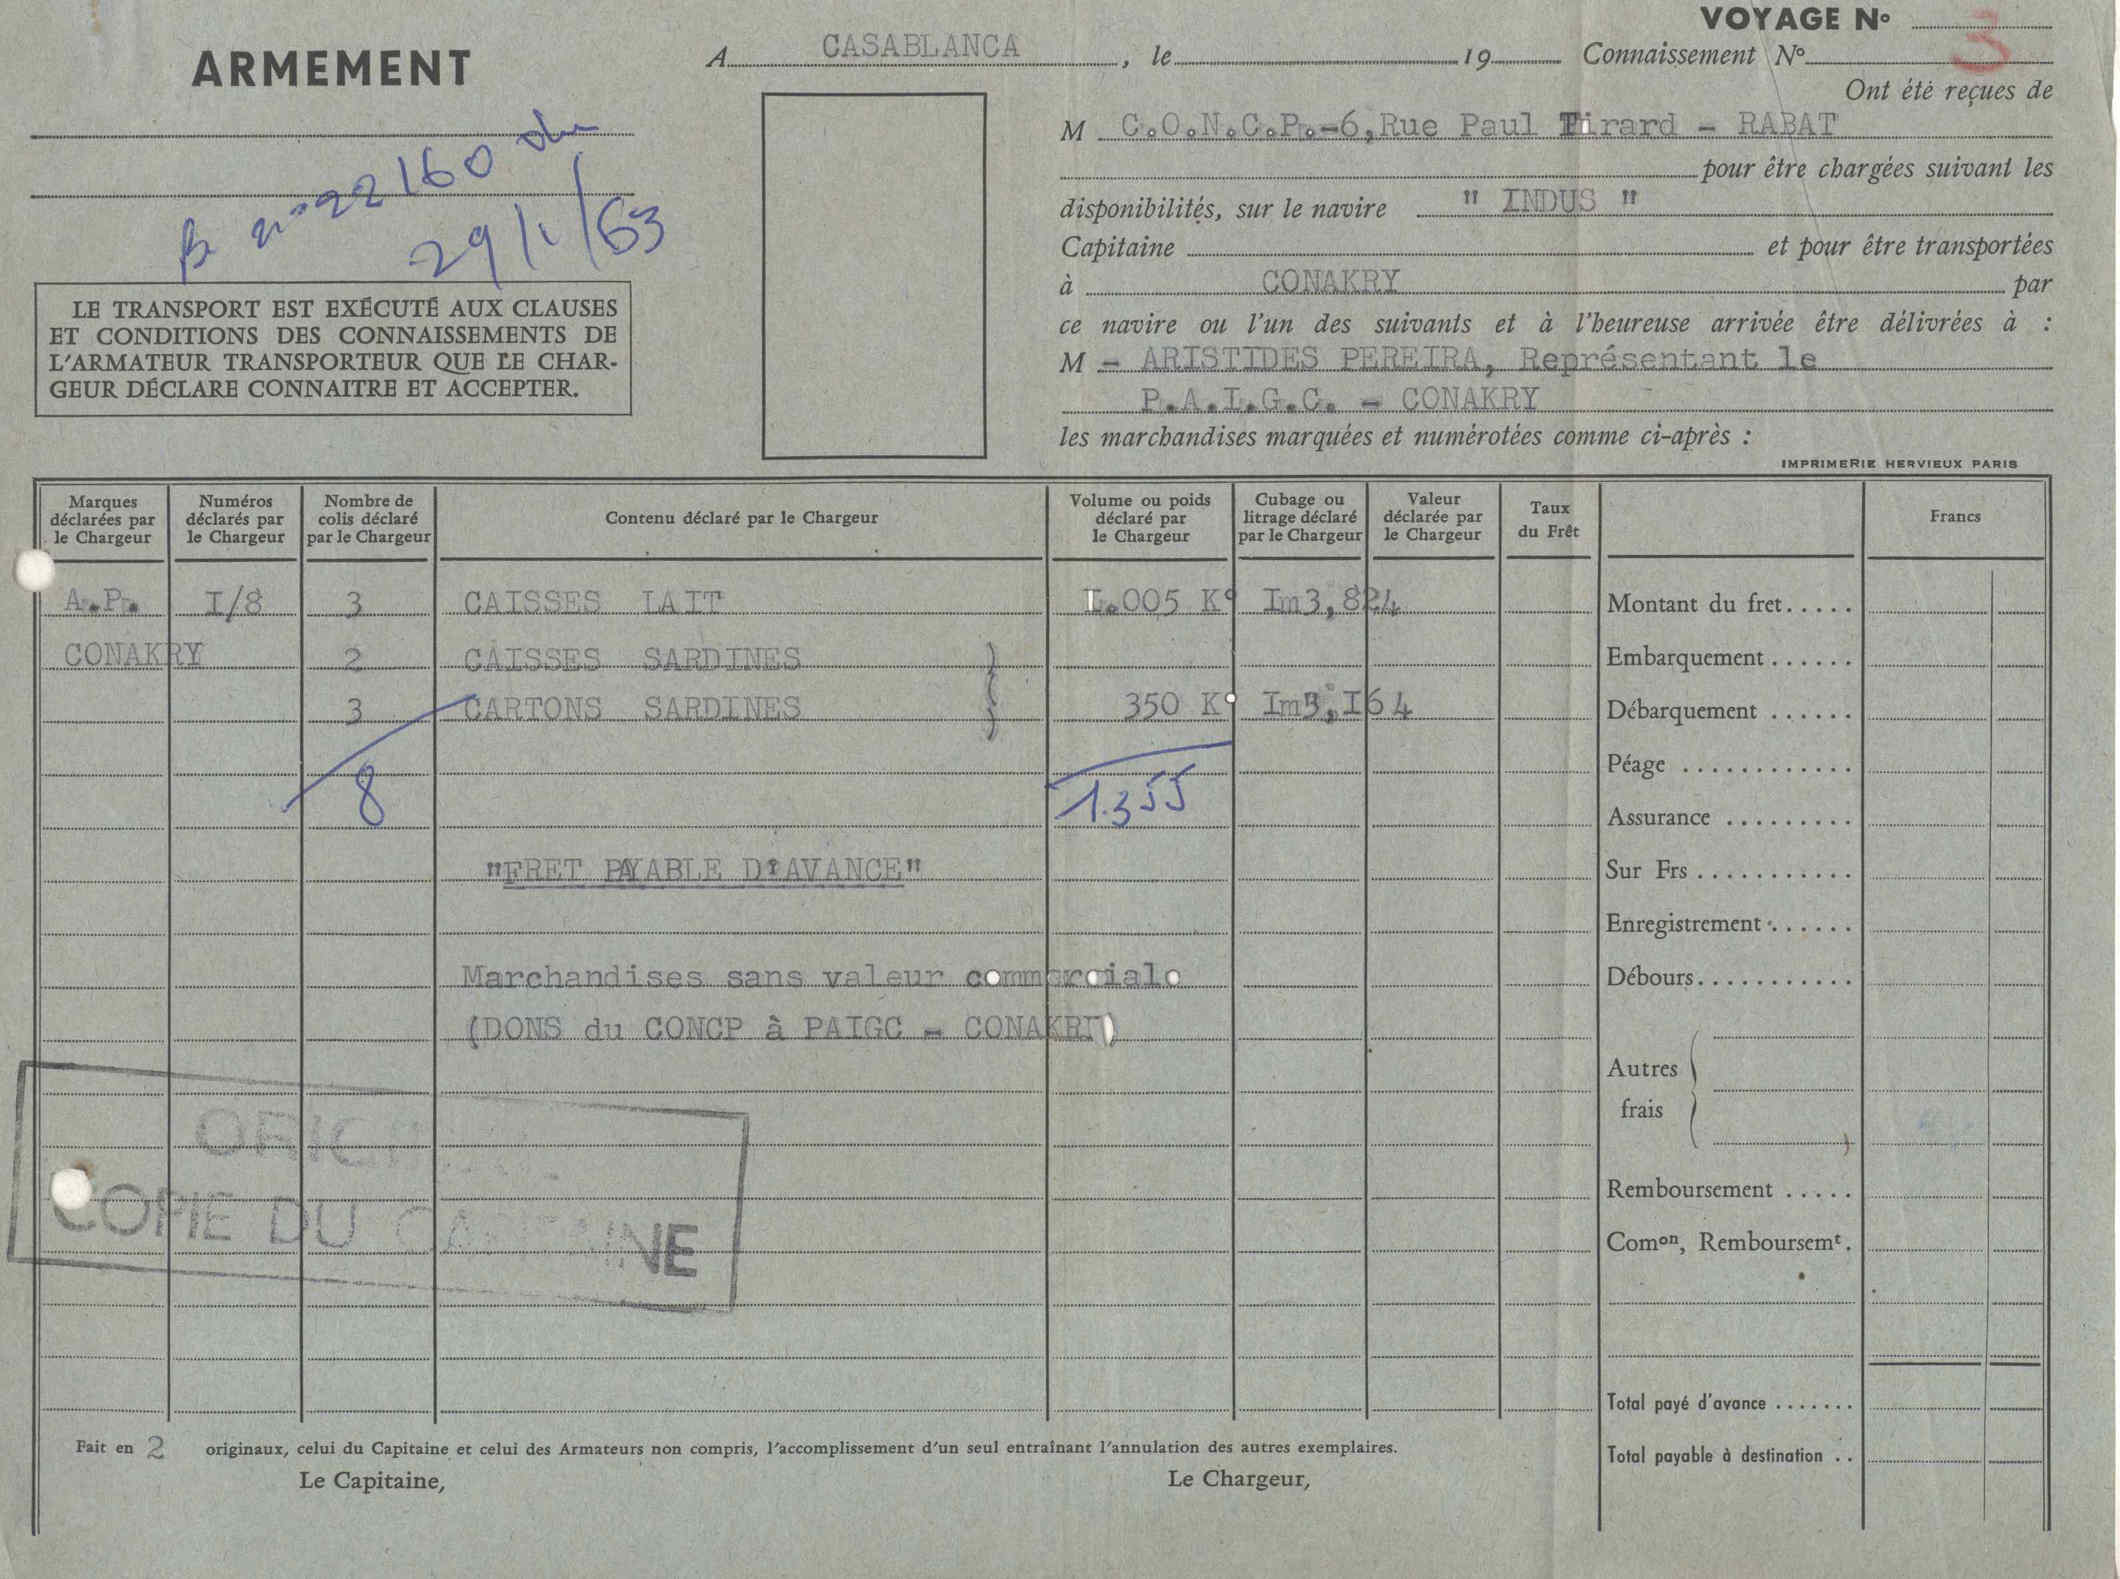 VOYAGE Nº
ARMEMENT
A CASABLANCA, le 19 Connaissement Nº 3
Ont été reçues de
M C.O.N.C.P.-6,Rue Paul Tirard - RABAT
pour être chargées suivant les
disponibilités, sur le navire " INDUS "
Capitaine et pour être transportées
à CONAKRY par
ce navire ou l'un des suivants et à l'heureuse arrivée être délivrées à :
M - ARISTIDES PEREIRA, Représentant le
P.A.I.G.C. - CONAKRY
les marchandises marquées et numérotées comme ci-après :
IMPRIMERIE HERVIEUX PARIS
nº 22160 du
29/1/63
LE TRANSPORT EST EXÉCUTÉ AUX CLAUSES
ET CONDITIONS DES CONNAISSEMENTS DE
L'ARMATEUR TRANSPORTEUR QUE LE CHAR-
GEUR DÉCLARE CONNAITRE ET ACCEPTER.
Marques déclarées par le Chargeur
Numéros déclarés par le Chargeur
Nombre de colis déclaré par le Chargeur
Contenu déclaré par le Chargeur
Volume ou poids déclaré par le Chargeur
Cubage ou litrage déclaré par le Chargeur
Valeur déclarée par le Chargeur
Taux du Frêt
Francs
A.P. I/8 3 CAISSES LAIT I.005 Kº Im3,824
CONAKRY 2 CAISSES SARDINES
3 CARTONS SARDINES 350 Kº Im3,I64
8 1.355
"FRET PAYABLE D'AVANCE"
Marchandises sans valeur commerciale
(DONS du CONCP à PAIGC - CONAKRY)
ORIGINAL
COPIE DU CAPITAINE
Montant du fret.....
Embarquement......
Débarquement ......
Péage ............
Assurance .........
Sur Frs ...........
Enregistrement ......
Débours...........
Autres
frais
Remboursement .....
Comon, Remboursemt.
Total payé d'avance .......
Total payable à destination ..
Fait en 2 originaux, celui du Capitaine et celui des Armateurs non compris, l'accomplissement d'un seul entraînant l'annulation des autres exemplaires.
Le Capitaine, Le Chargeur,